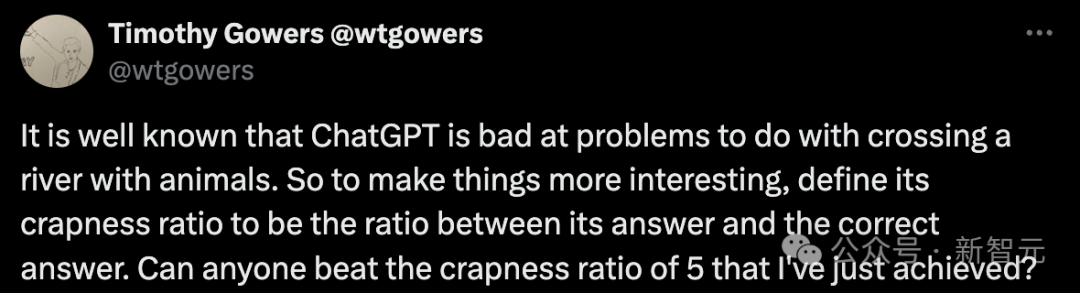 Timothy Gowers @wtgowers
@wtgowers
It is well known that ChatGPT is bad at problems to do with crossing a
river with animals. So to make things more interesting, define its
crapness ratio to be the ratio between its answer and the correct
answer. Can anyone beat the crapness ratio of 5 that I've just achieved?
公众号 · 新智元